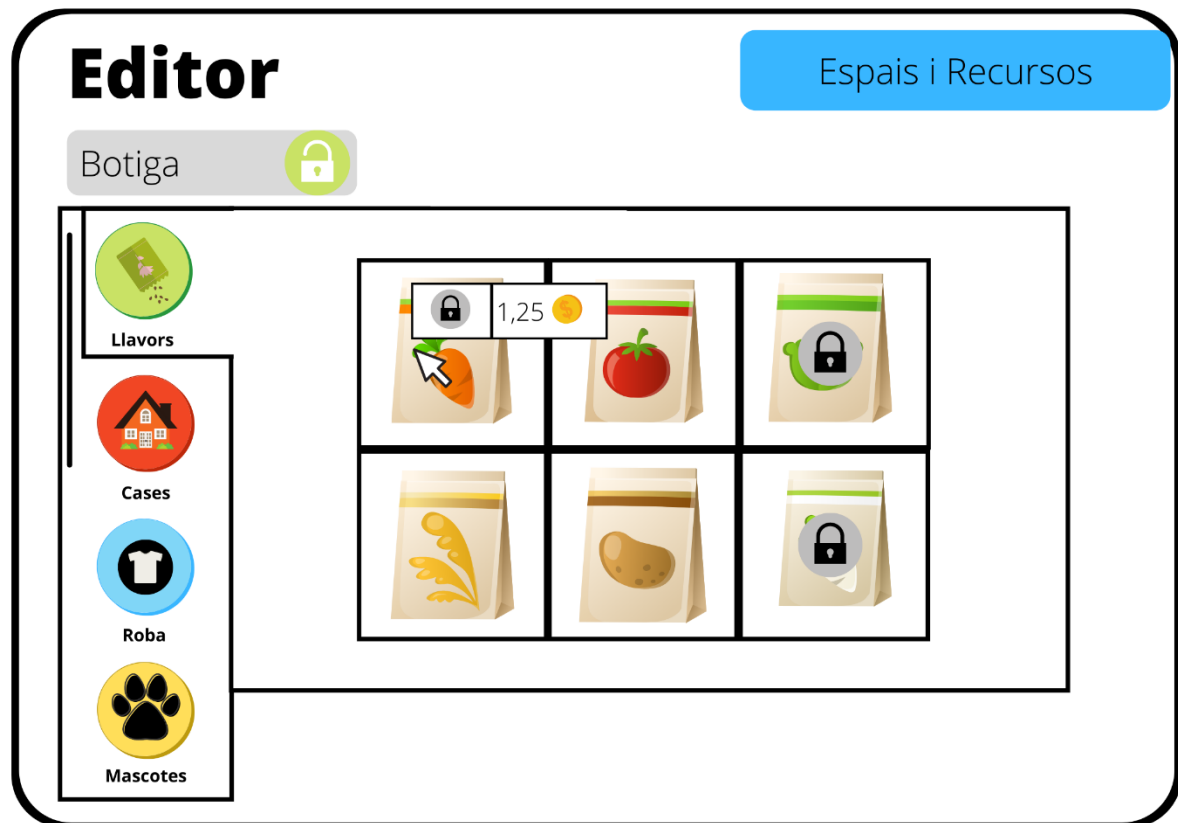 Editor
Espais i Recursos
Botiga
Llavors
1,25
Cases
Roba
Mascotes